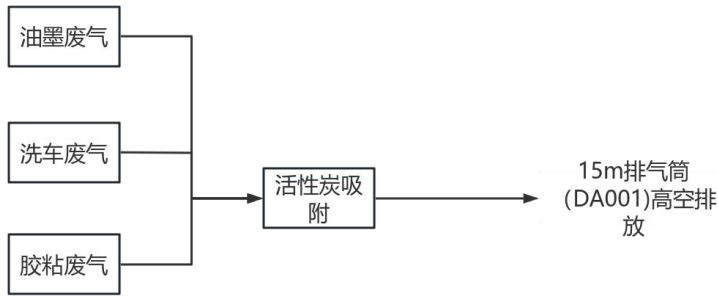 油墨废气
洗车废气
胶粘废气
活性炭吸
附
15m排气筒
（DA001)高空排
放